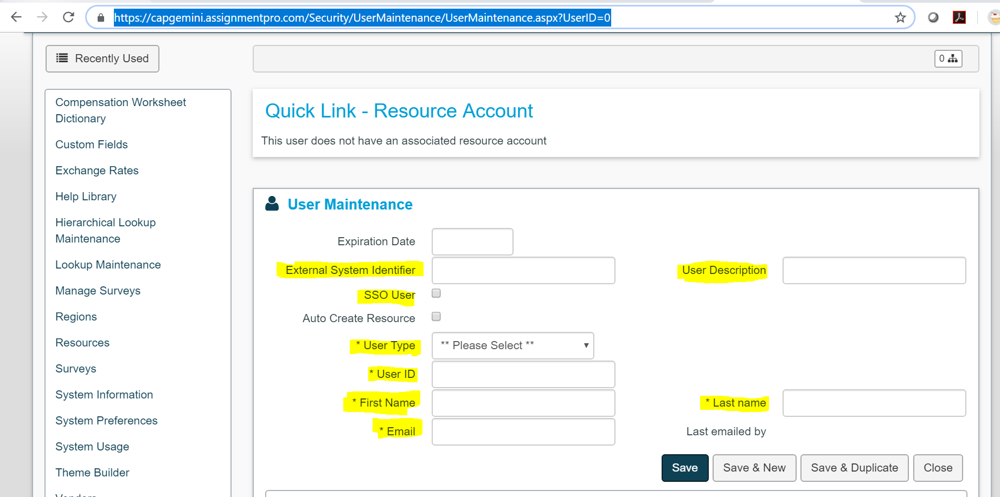 https://capgemini.assignmentpro.com/Security/UserMaintenance/UserMaintenance.aspx?UserID=0
Recently Used
0
Compensation Worksheet
Dictionary
Custom Fields
Exchange Rates
Help Library
Hierarchical Lookup
Maintenance
Lookup Maintenance
Manage Surveys
Regions
Resources
Surveys
System Information
System Preferences
System Usage
Theme Builder
Quick Link - Resource Account
This user does not have an associated resource account
User Maintenance
Expiration Date
External System Identifier
User Description
SSO User
Auto Create Resource
* User Type
** Please Select **
* User ID
* First Name
* Last name
* Email
Last emailed by
Save
Save & New
Save & Duplicate
Close